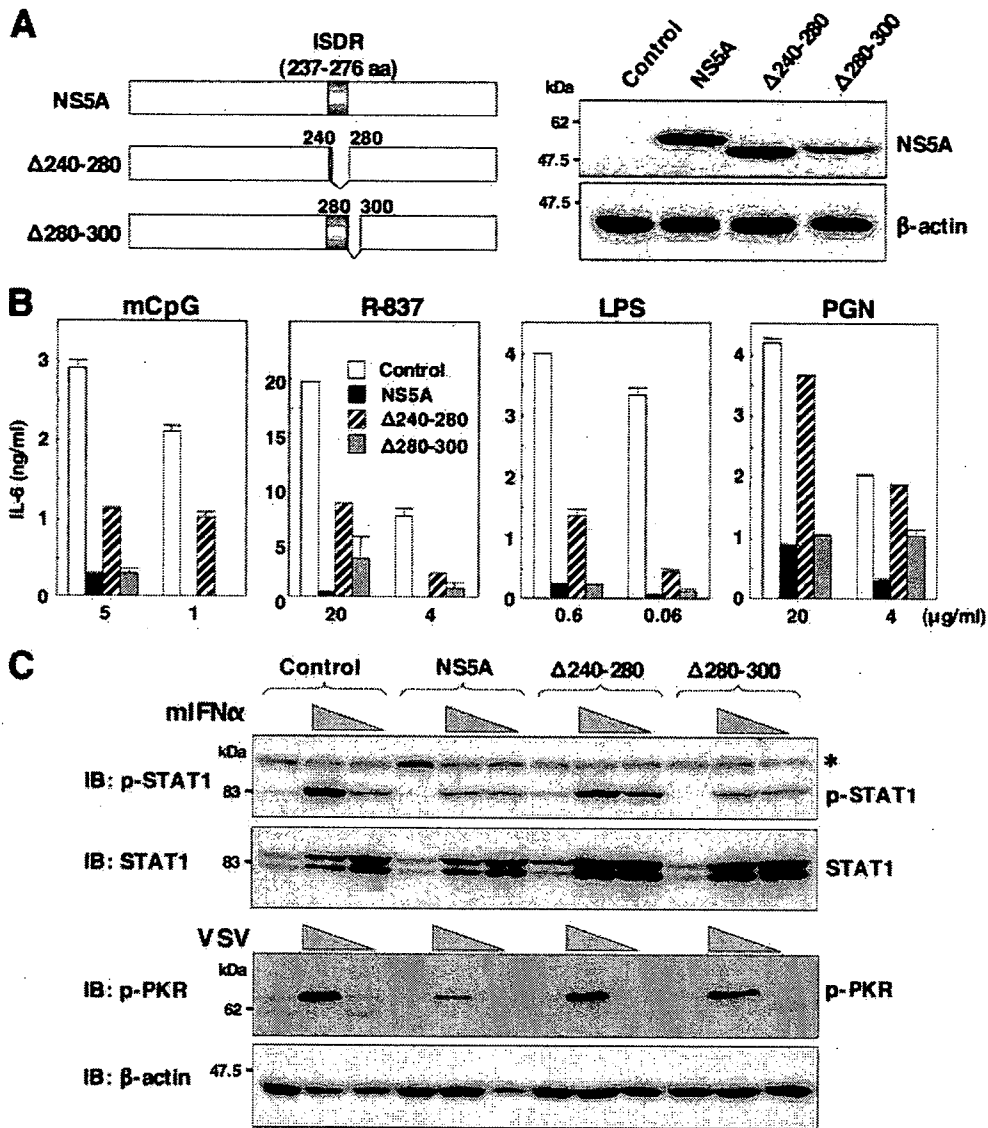 A
ISDR
(237-276 aa)
NS5A
240 280
Δ240-280
280 300
Δ280-300
Control NS5A Δ240-280 Δ280-300
kDa
62
47.5
NS5A
47.5
β-actin
B
mCpG R-837 LPS PGN
IL-6 (ng/ml)
3
2
1
0
5 1
20
15
10
5
0
20 4
Control
NS5A
Δ240-280
Δ280-300
4
3
2
1
0
0.6 0.06
4
3
2
1
0
20 4 (μg/ml)
C
Control NS5A Δ240-280 Δ280-300
mIFNα
kDa
*
IB: p-STAT1 83 p-STAT1
IB: STAT1 83 STAT1
VSV
kDa
IB: p-PKR p-PKR
62
47.5
IB: β-actin